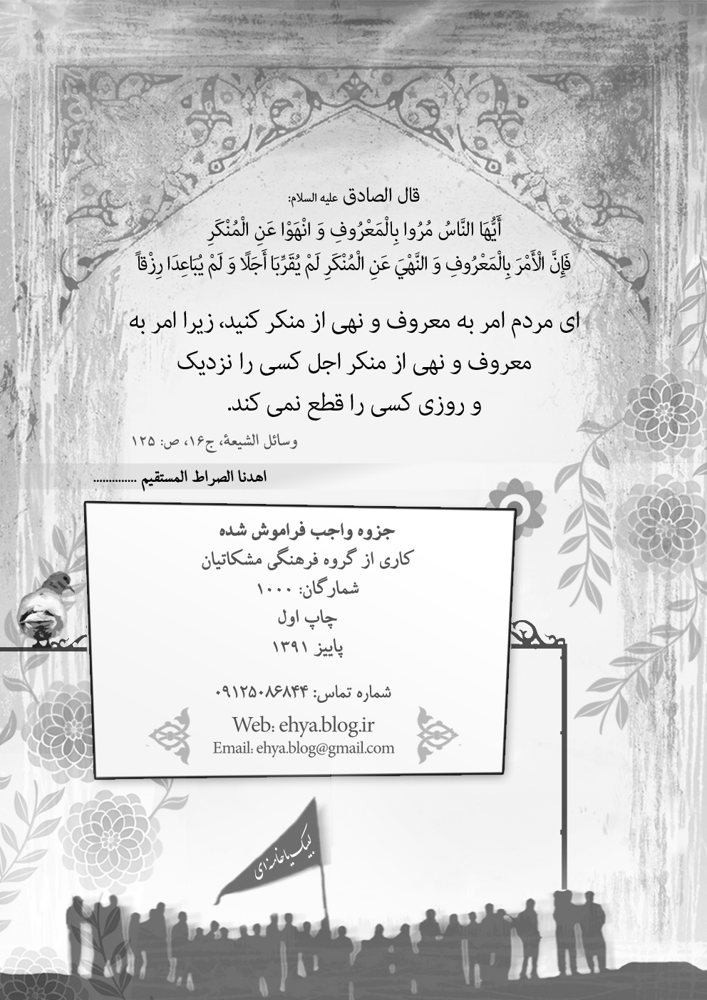 قال الصادق علیه السلام:
أَیُّهَا النَّاسُ مُرُوا بِالْمَعْرُوفِ وَ انْهَوْا عَنِ الْمُنْکَرِ
فَإِنَّ الْأَمْرَ بِالْمَعْرُوفِ وَ النَّهْيَ عَنِ الْمُنْکَرِ لَمْ یُقَرِّبَا أَجَلًا وَ لَمْ یُبَاعِدَا رِزْقاً
ای مردم امر به معروف و نهی از منکر کنید، زیرا امر به
معروف و نهی از منکر اجل کسی را نزدیک
و روزی کسی را قطع نمی کند.
وسائل الشیعۀ، ج۱۶، ص: ۱۲۵
اهدنا الصراط المستقیم ..............
جزوه واجب فراموش شده
کاری از گروه فرهنگی مشکاتیان
شمارگان: ۱۰۰۰
چاپ اول
پاییز ۱۳۹۱
شماره تماس: ۰۹۱۲۵۰۸۶۸۴۴
Web: ehya.blog.ir
Email: ehya.blog@gmail.com
لبیک یا خامنه ای